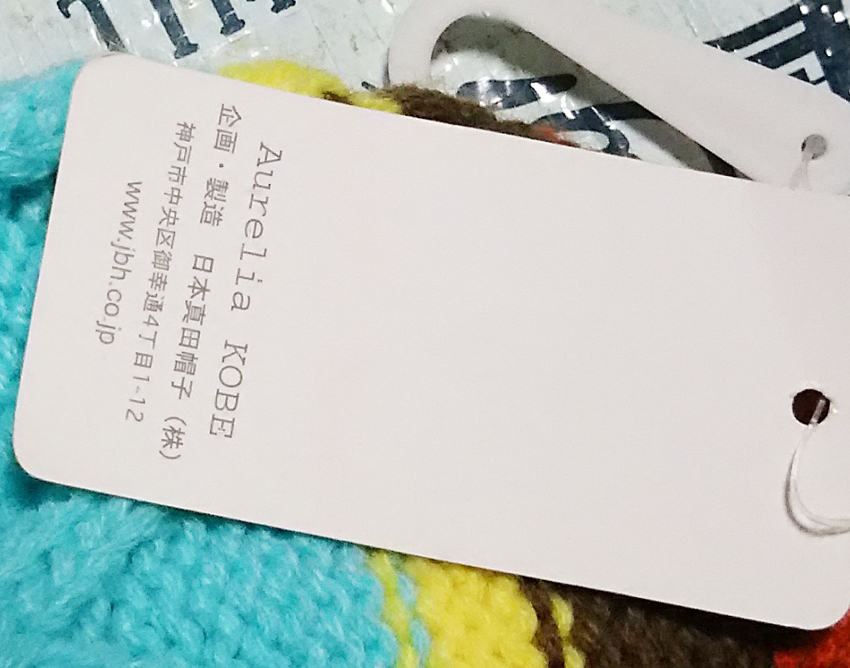 Aurelia KOBE
企画・製造 日本真田帽子(株)
神戸市中央区御幸通4丁目1-12
www.jbh.co.jp